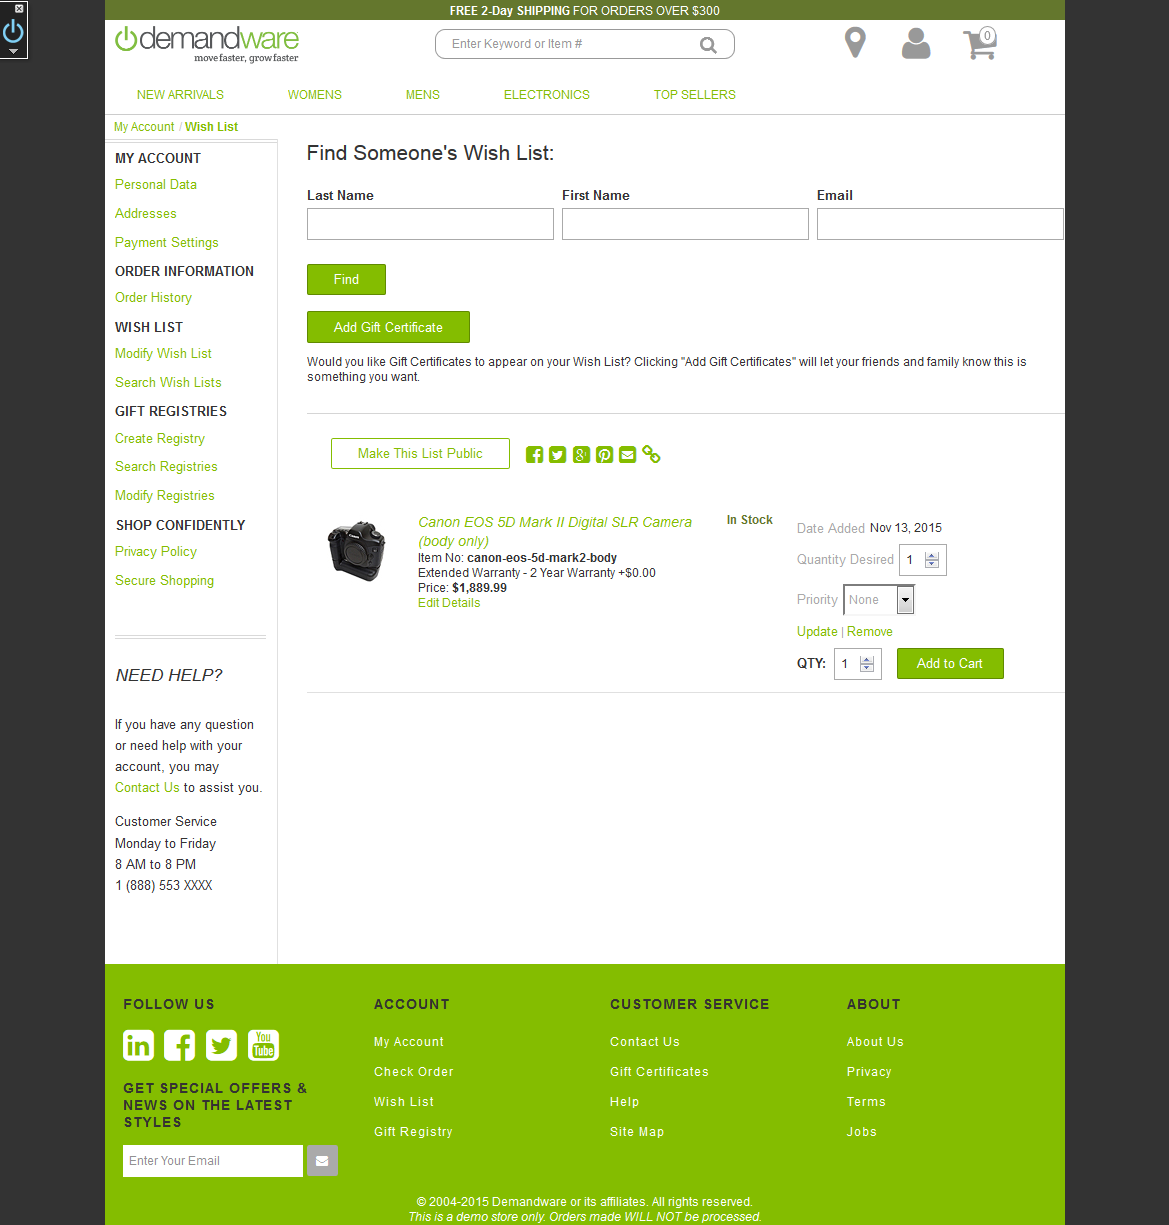 FREE 2-Day SHIPPING FOR ORDERS OVER $300
demandware
move faster, grow faster
Enter Keyword or Item #
0
NEW ARRIVALS WOMENS MENS ELECTRONICS TOP SELLERS
My Account / Wish List
MY ACCOUNT
Personal Data
Addresses
Payment Settings
ORDER INFORMATION
Order History
WISH LIST
Modify Wish List
Search Wish Lists
GIFT REGISTRIES
Create Registry
Search Registries
Modify Registries
SHOP CONFIDENTLY
Privacy Policy
Secure Shopping
NEED HELP?
If you have any question
or need help with your
account, you may
Contact Us to assist you.
Customer Service
Monday to Friday
8 AM to 8 PM
1 (888) 553 XXXX
Find Someone's Wish List:
Last Name First Name Email
Find
Add Gift Certificate
Would you like Gift Certificates to appear on your Wish List? Clicking "Add Gift Certificates" will let your friends and family know this is
something you want.
Make This List Public
Canon EOS 5D Mark II Digital SLR Camera
(body only)
Item No: canon-eos-5d-mark2-body
Extended Warranty - 2 Year Warranty +$0.00
Price: $1,889.99
Edit Details
In Stock
Date Added Nov 13, 2015
Quantity Desired 1
Priority None
Update | Remove
QTY: 1 Add to Cart
FOLLOW US
in
You
Tube
GET SPECIAL OFFERS &
NEWS ON THE LATEST
STYLES
Enter Your Email
ACCOUNT
My Account
Check Order
Wish List
Gift Registry
CUSTOMER SERVICE
Contact Us
Gift Certificates
Help
Site Map
ABOUT
About Us
Privacy
Terms
Jobs
© 2004-2015 Demandware or its affiliates. All rights reserved.
This is a demo store only. Orders made WILL NOT be processed.